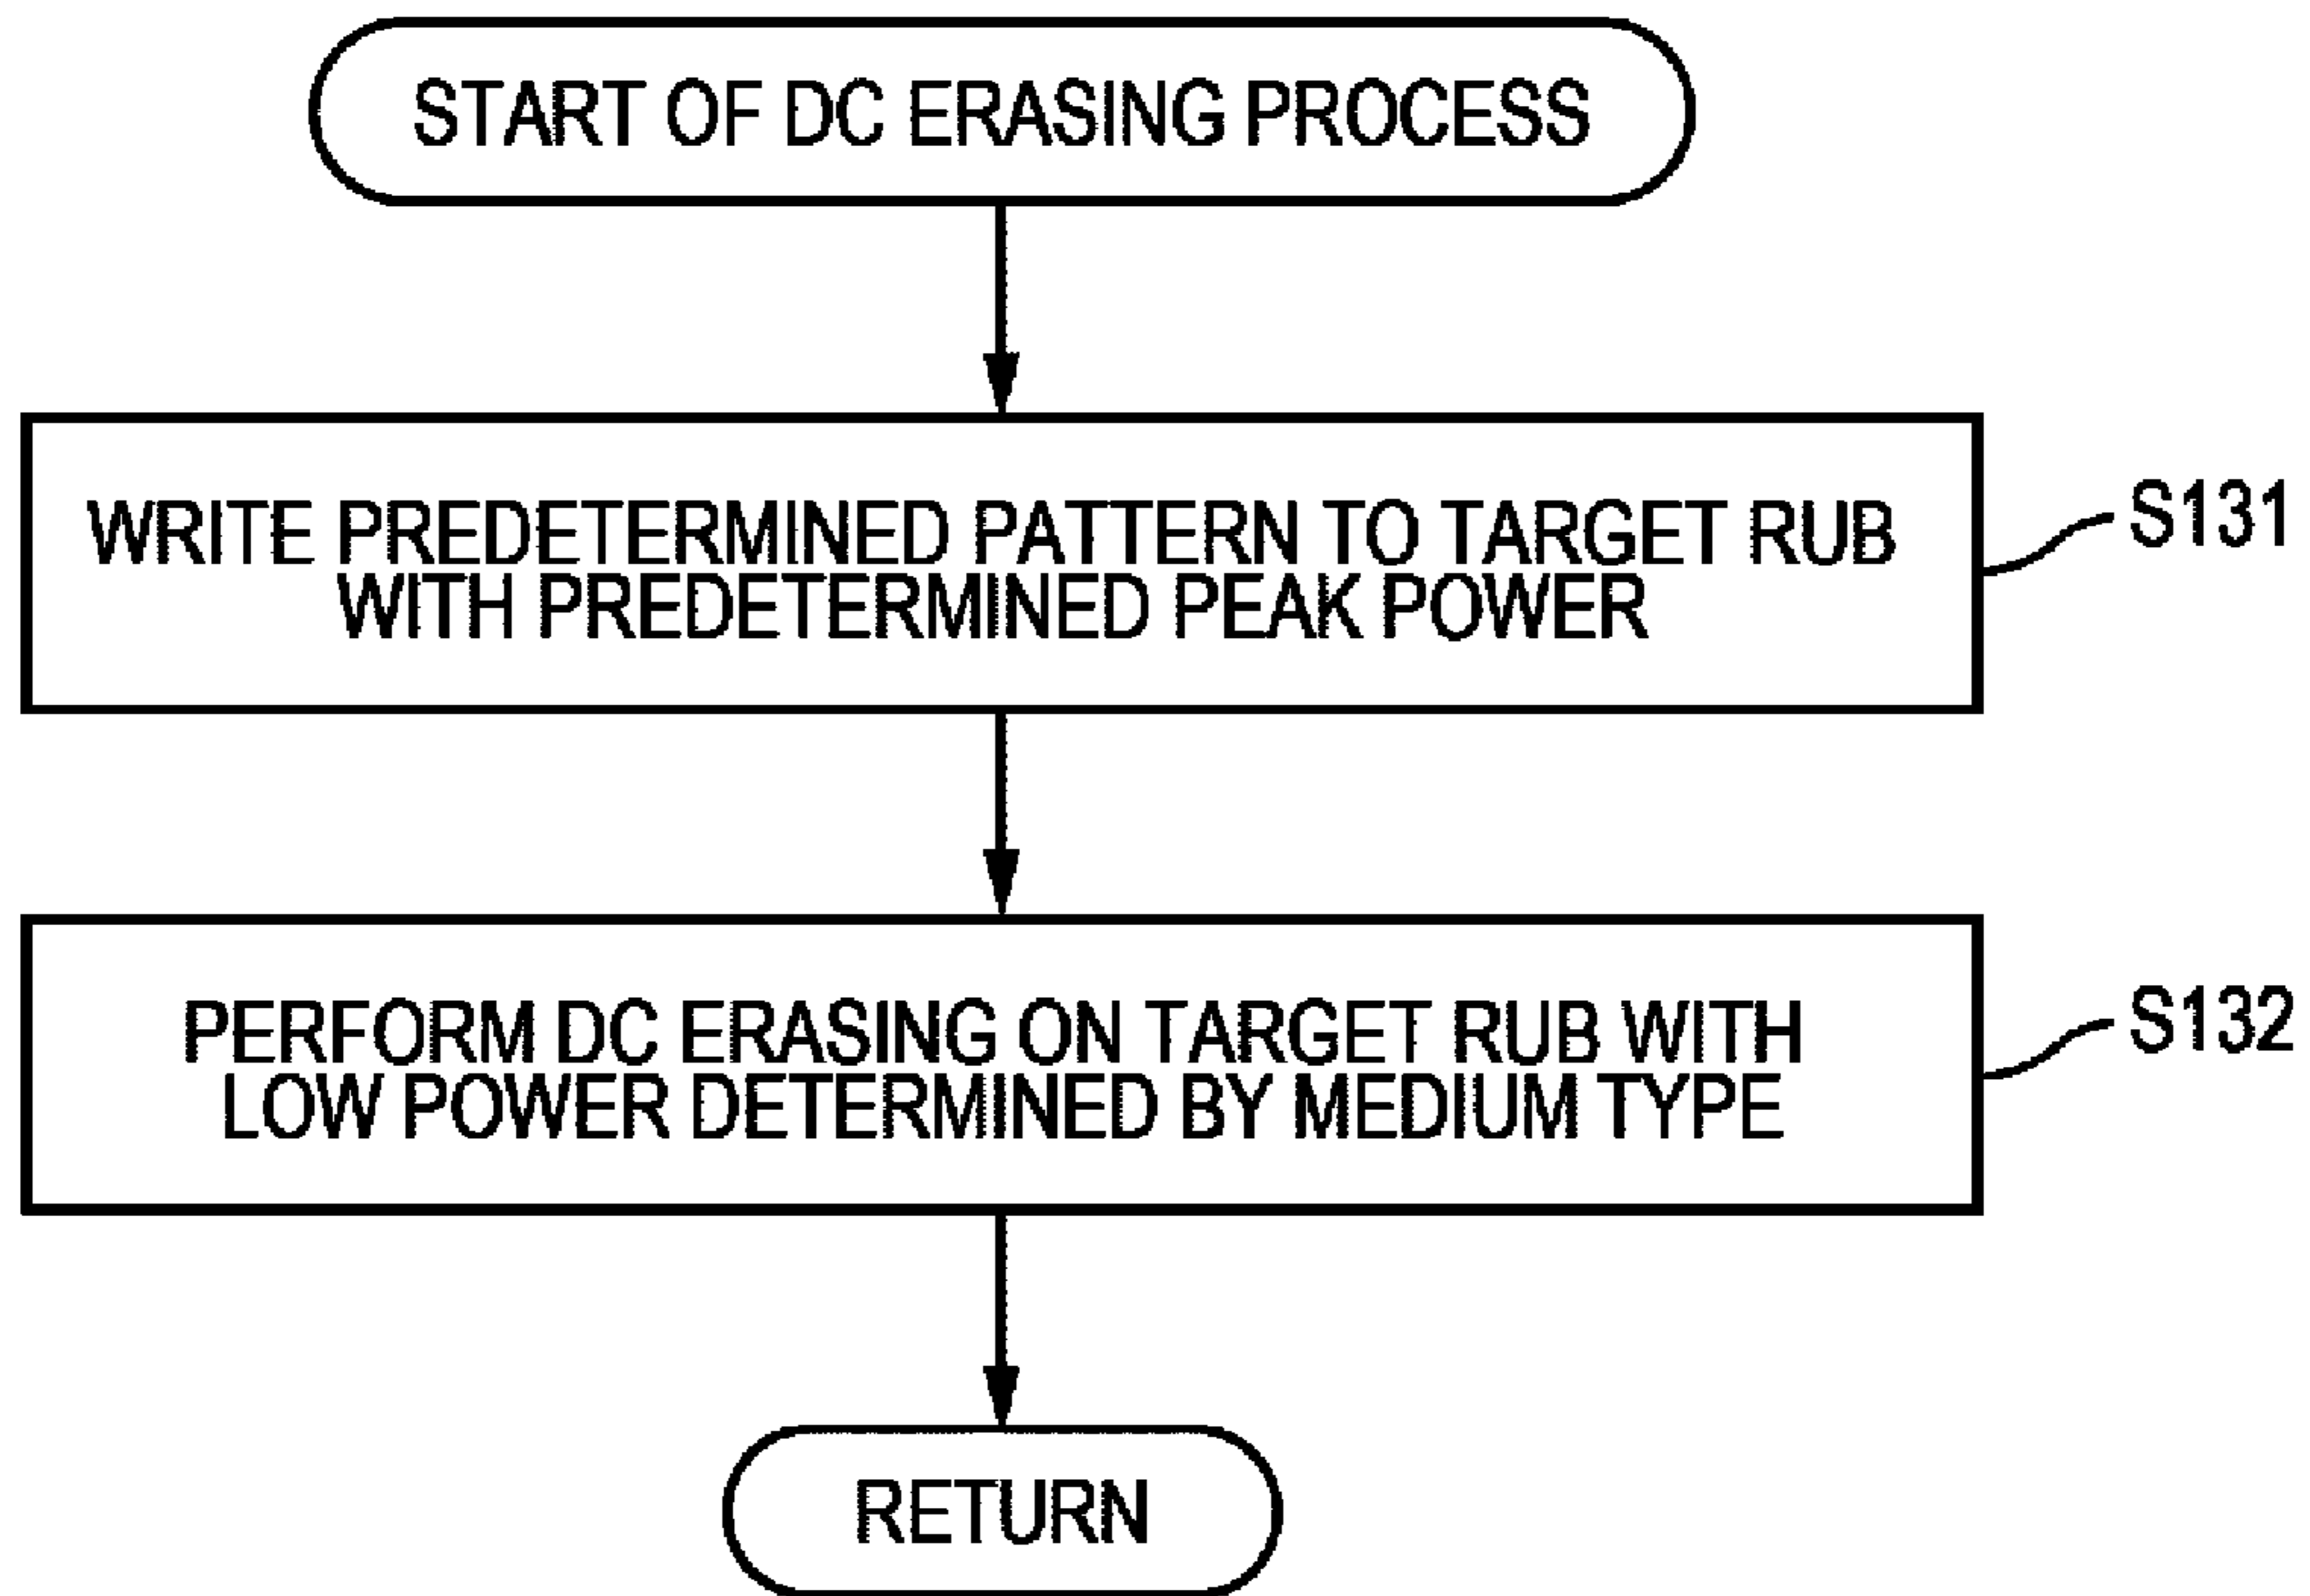 START OF DC ERASING PROCESS
WRITE PREDETERMINED PATTERN TO TARGET RUB
WITH PREDETERMINED PEAK POWER
S131
PERFORM DC ERASING ON TARGET RUB WITH
LOW POWER DETERMINED BY MEDIUM TYPE
S132
RETURN